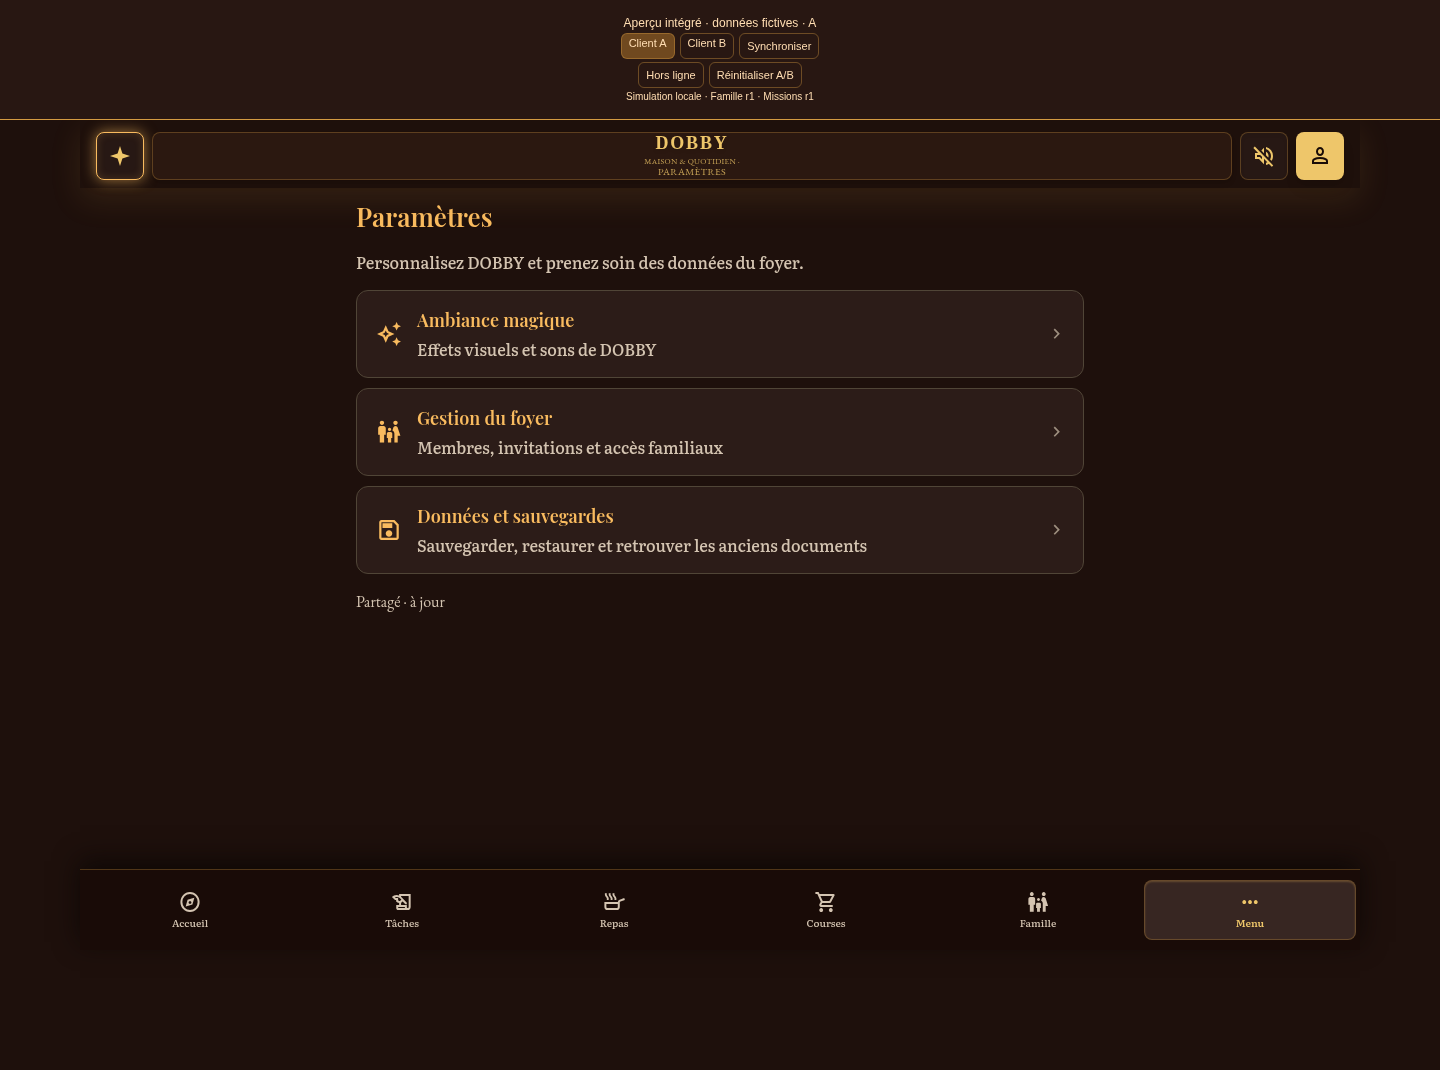 Aperçu intégré · données fictives · A
Client A
Client B
Synchroniser
Hors ligne
Réinitialiser A/B
Simulation locale · Famille r1 · Missions r1
DOBBY
MAISON & QUOTIDIEN ·
PARAMÈTRES
Paramètres
Personnalisez DOBBY et prenez soin des données du foyer.
Ambiance magique
Effets visuels et sons de DOBBY
Gestion du foyer
Membres, invitations et accès familiaux
Données et sauvegardes
Sauvegarder, restaurer et retrouver les anciens documents
Partagé · à jour
Accueil
Tâches
Repas
Courses
Famille
Menu